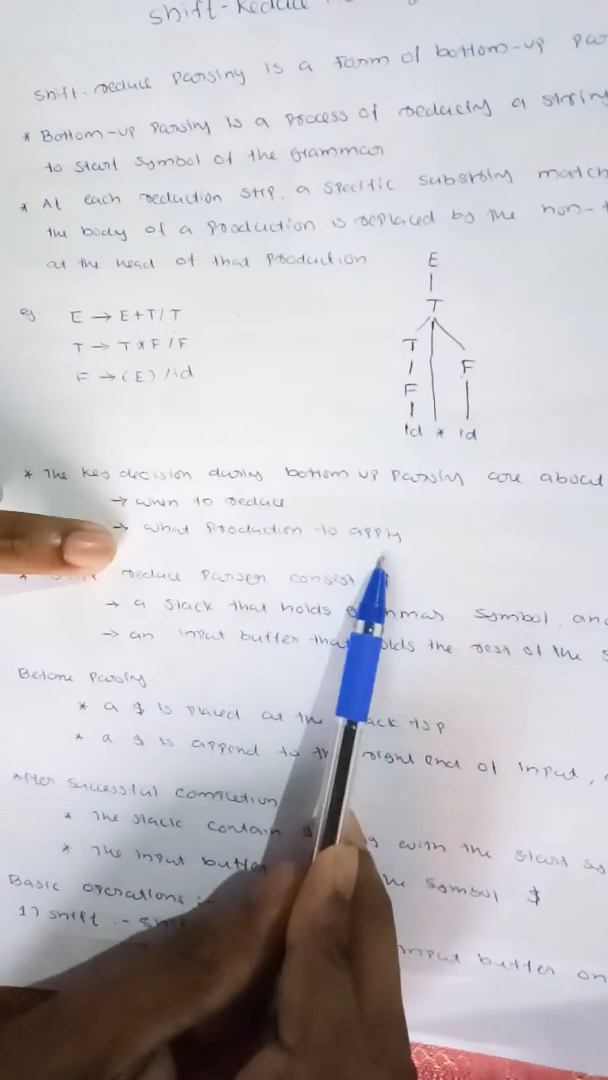 Shift-Reduce
Shift-reduce parsing is a form of bottom-up
* Bottom-up parsing is a process of reducing a string
to start symbol of the grammar
* At each reduction step, a specific substring match
the body of a production is replaced by the non-
at the head of that production.
E
T
eg E → E+T/T
T F
T → T*F/F
F
F → (E)/id
id * id
* The key decision during bottom up parsing are about
→ when to reduce
→ what production to apply
reduce parser consist
→ a stack that holds symbol, and
→ an input buffer that holds the rest of the
Before parsing
* a $ is placed at the stack top
* a $ is append to the right end of input,
After successful completion
* The stack contain with the start
* The input buffer the symbol $
Basic operations :-
1) shift :-
input buffer on